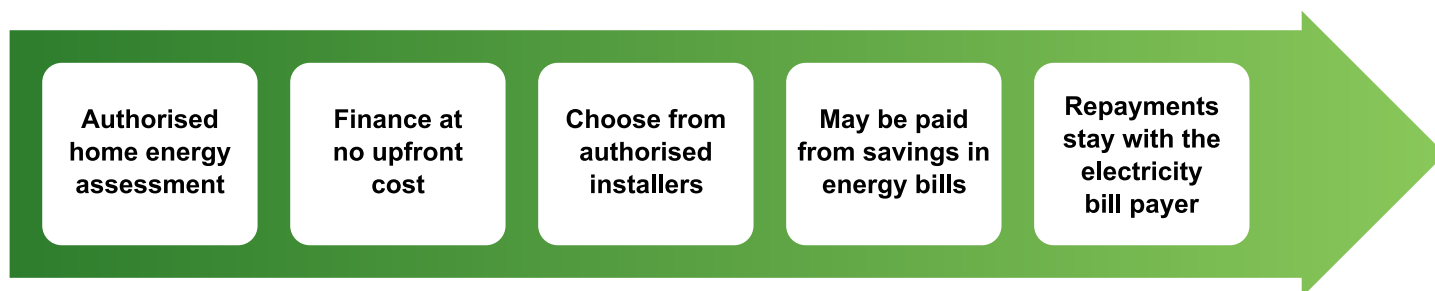 Authorised
home energy
assessment
Finance at
no upfront
cost
Choose from
authorised
installers
May be paid
from savings in
energy bills
Repayments
stay with the
electricity
bill payer